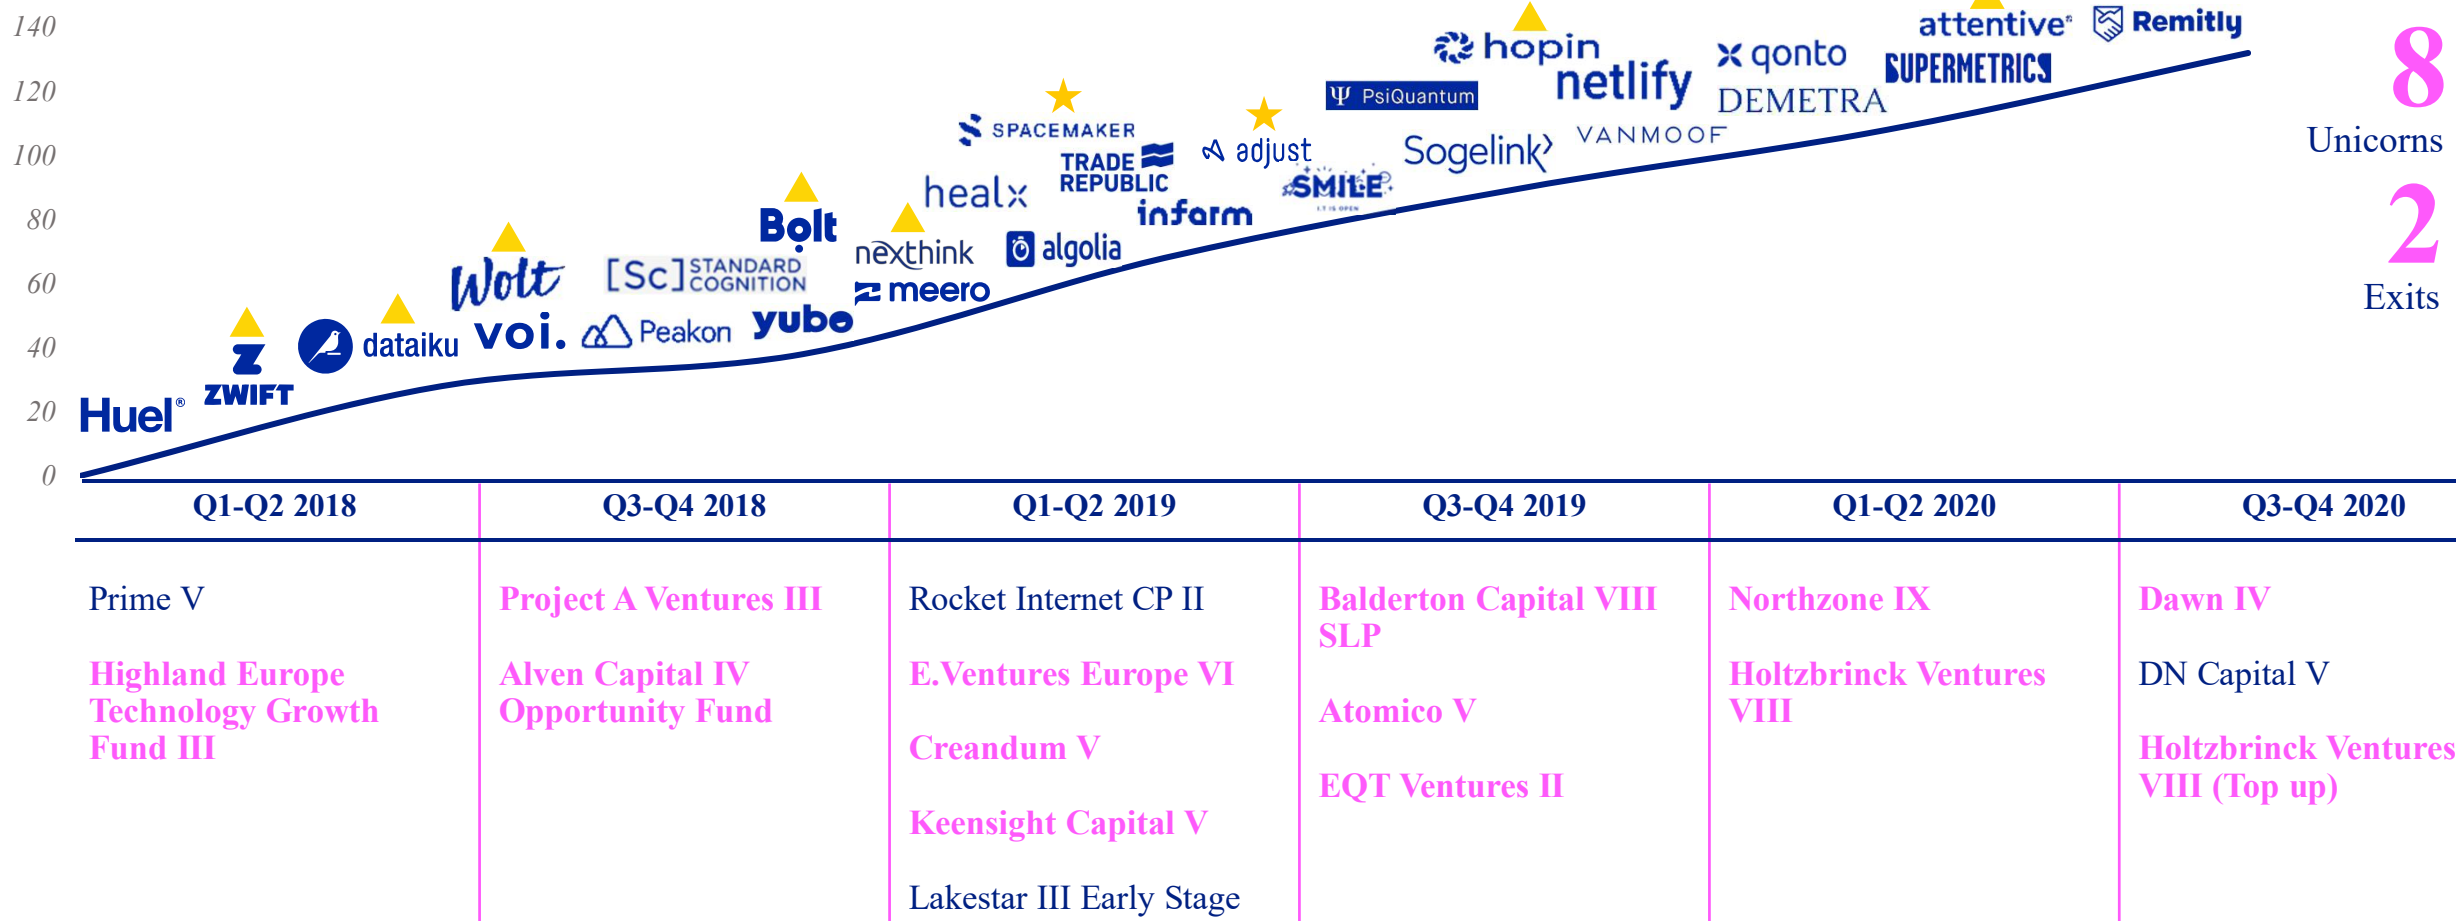 140
120
100
80
60
40
20
0
Huel®
ZWIFT
dataiku
Wolt
voi.
[Sc] STANDARD
COGNITION
Peakon
Bolt
yubo
nexthink
meero
healx
SPACEMAKER
TRADE
REPUBLIC
algolia
infarm
adjust
SMILE
I.T IS OPEN
PsiQuantum
Sogelink
hopin
netlify
VANMOOF
qonto
DEMETRA
attentive®
SUPERMETRICS
Remitly
8
Unicorns
2
Exits
Q1-Q2 2018
Q3-Q4 2018
Q1-Q2 2019
Q3-Q4 2019
Q1-Q2 2020
Q3-Q4 2020
Prime V
Highland Europe
Technology Growth
Fund III
Project A Ventures III
Alven Capital IV
Opportunity Fund
Rocket Internet CP II
E.Ventures Europe VI
Creandum V
Keensight Capital V
Lakestar III Early Stage
Balderton Capital VIII
SLP
Atomico V
EQT Ventures II
Northzone IX
Holtzbrinck Ventures
VIII
Dawn IV
DN Capital V
Holtzbrinck Ventures
VIII (Top up)